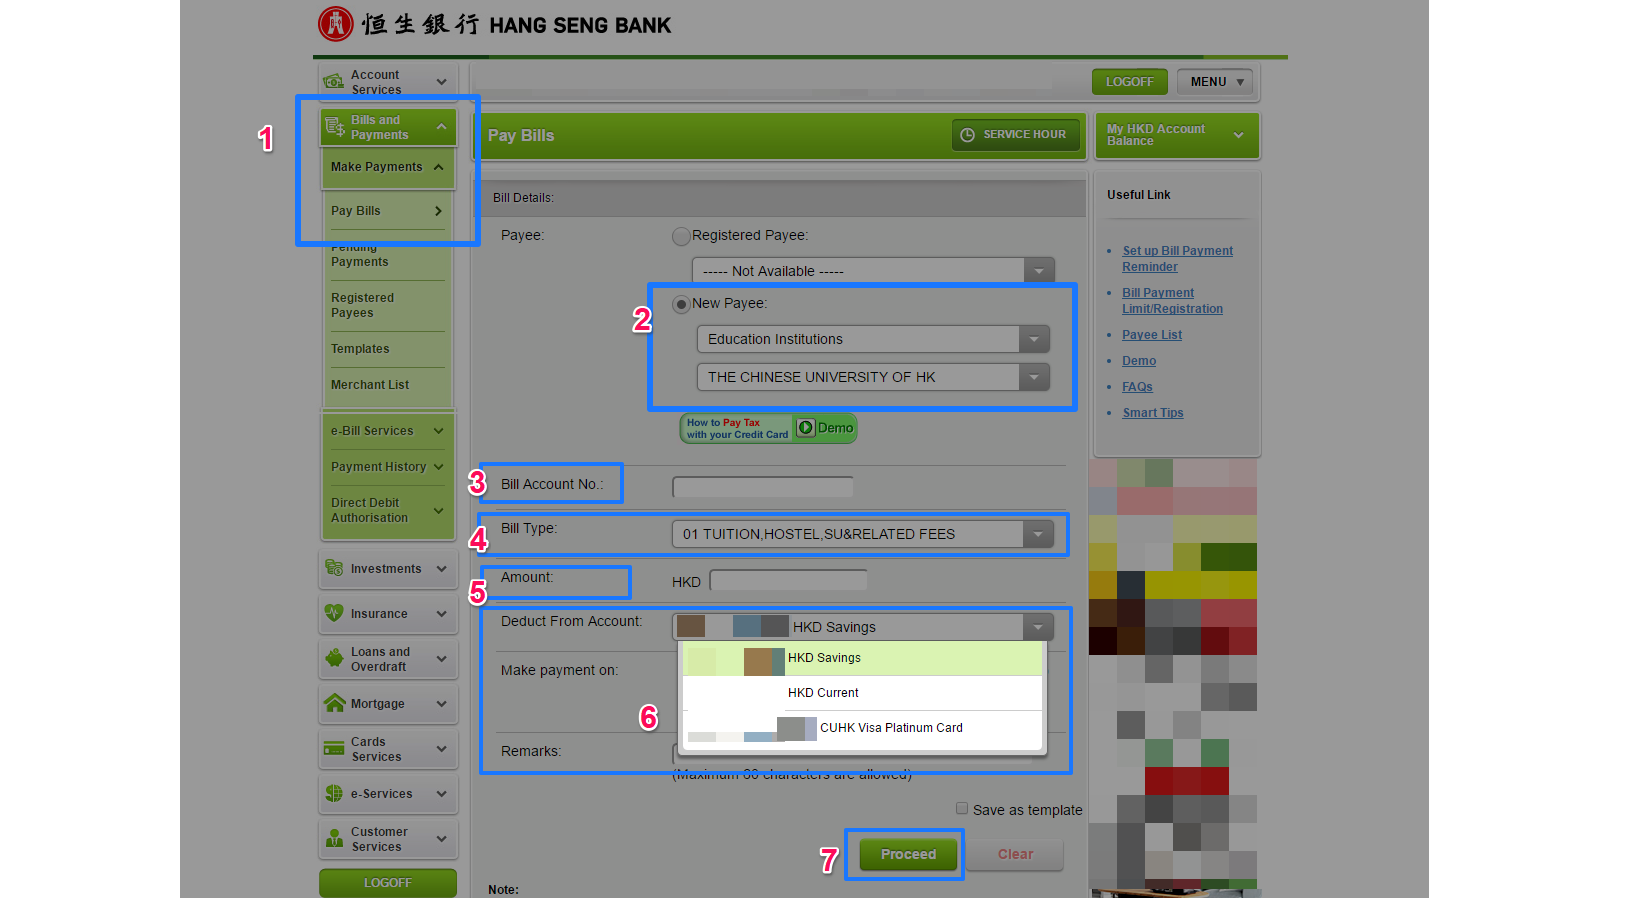 恒生銀行 HANG SENG BANK
Account
Services
LOGOFF
MENU
1
Bills and
Payments
Make Payments
Pay Bills
Pending
Payments
Registered
Payees
Templates
Merchant List
e-Bill Services
Payment History
Direct Debit
Authorisation
Investments
Insurance
Loans and
Overdraft
Mortgage
Cards
Services
e-Services
Customer
Services
LOGOFF
Pay Bills
SERVICE HOUR
Bill Details:
Payee:
Registered Payee:
----- Not Available -----
2
New Payee:
Education Institutions
THE CHINESE UNIVERSITY OF HK
How to Pay Tax
with your Credit Card
Demo
3
Bill Account No.:
4
Bill Type:
01 TUITION,HOSTEL,SU&RELATED FEES
5
Amount:
HKD
Deduct From Account:
HKD Savings
HKD Savings
HKD Current
CUHK Visa Platinum Card
Make payment on:
6
Remarks:
(Maximum 60 characters are allowed)
Save as template
7
Proceed
Clear
Note:
My HKD Account
Balance
Useful Link
Set up Bill Payment
Reminder
Bill Payment
Limit/Registration
Payee List
Demo
FAQs
Smart Tips